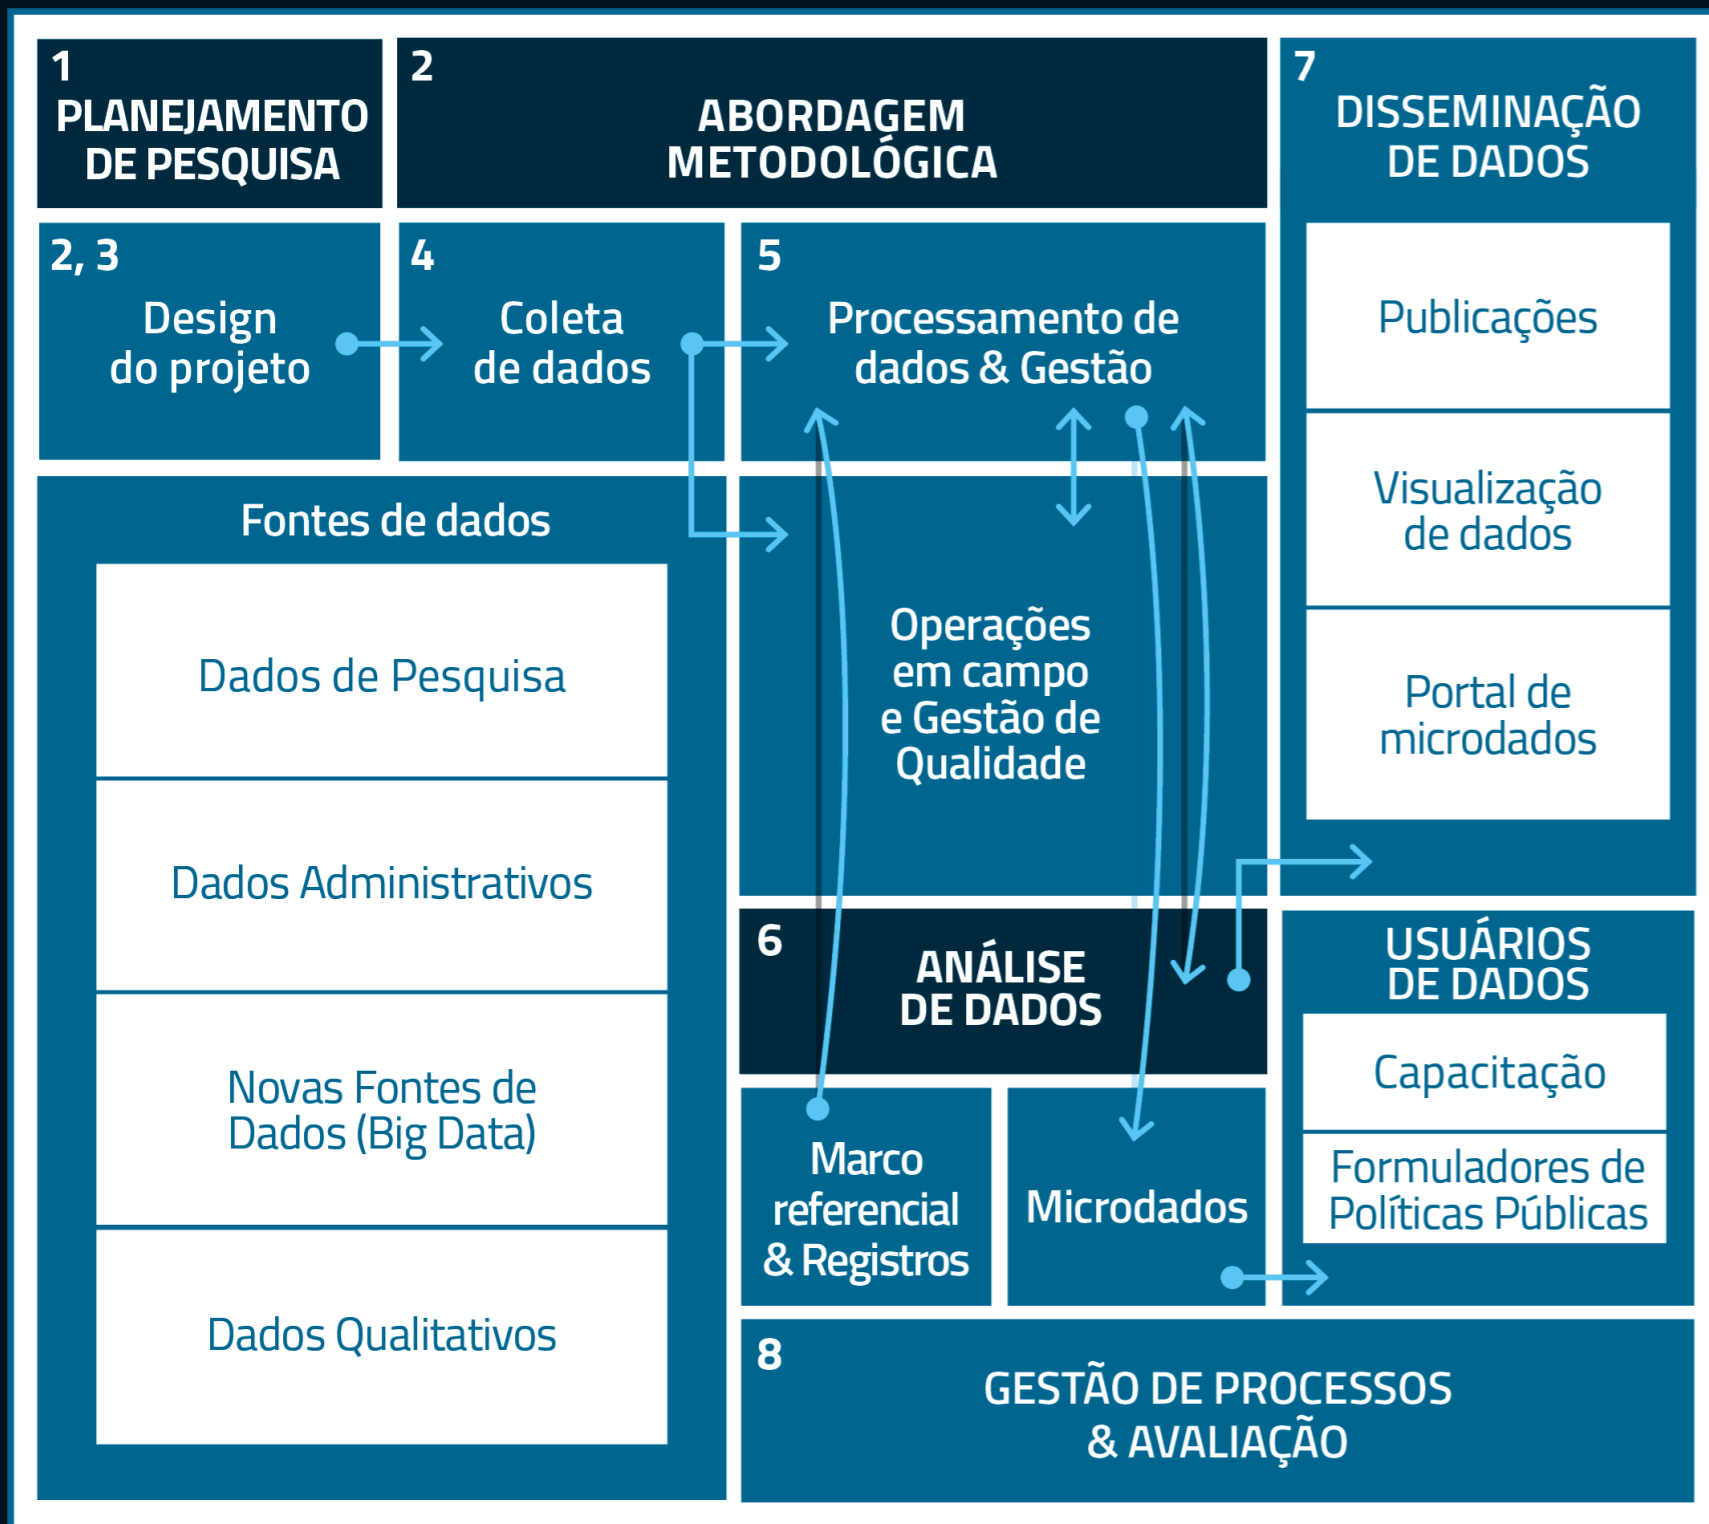 1
PLANEJAMENTO
DE PESQUISA
2
ABORDAGEM
METODOLÓGICA
7
DISSEMINAÇÃO
DE DADOS
Publicações
Visualização
de dados
Portal de
microdados
2, 3
Design
do projeto
4
Coleta
de dados
5
Processamento de
dados & Gestão
Fontes de dados
Dados de Pesquisa
Dados Administrativos
Novas Fontes de
Dados (Big Data)
Dados Qualitativos
Operações
em campo
e Gestão de
Qualidade
6
ANÁLISE
DE DADOS
Marco
referencial
& Registros
Microdados
USUÁRIOS
DE DADOS
Capacitação
Formuladores de
Políticas Públicas
8
GESTÃO DE PROCESSOS
& AVALIAÇÃO